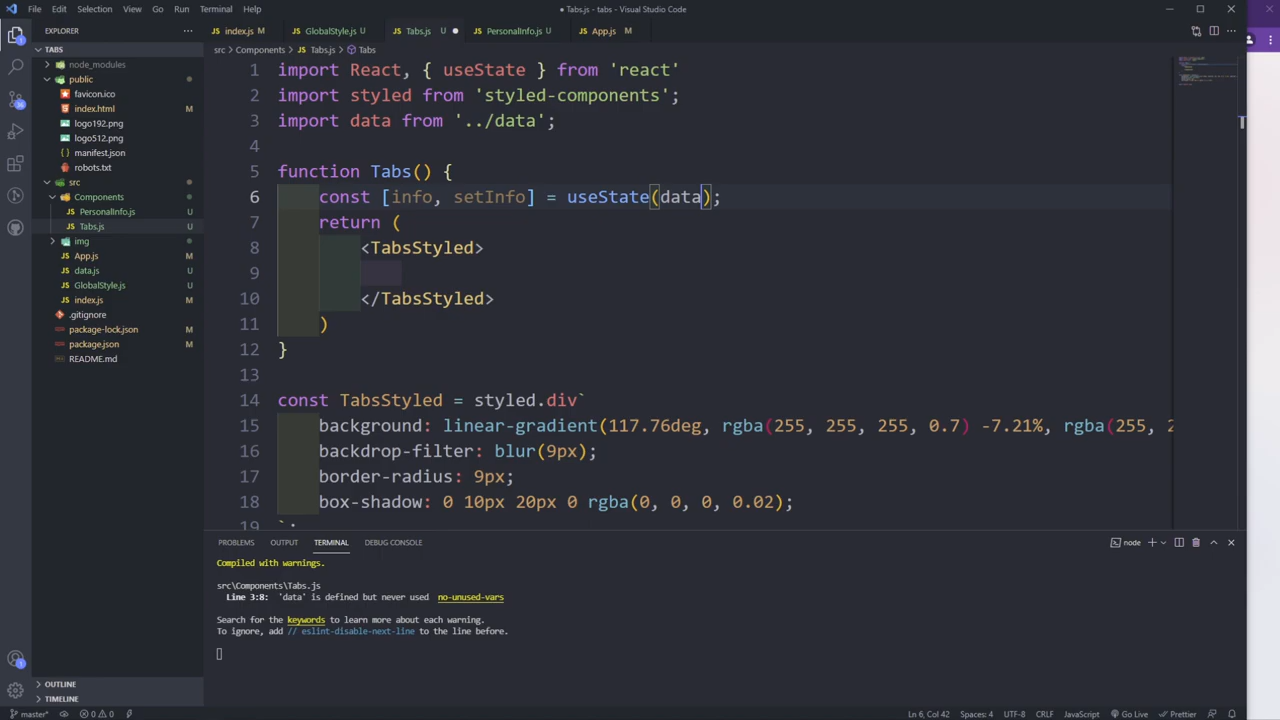 File Edit Selection View Go Run Terminal Help
● Tabs.js - tabs - Visual Studio Code
EXPLORER
index.js M
GlobalStyle.js U
Tabs.js U
PersonalInfo.js U
App.js M
TABS
src > Components > Tabs.js > Tabs
node_modules
public
favicon.ico
index.html M
logo192.png
logo512.png
manifest.json
robots.txt
src
Components
PersonalInfo.js U
Tabs.js U
img
App.js M
data.js U
GlobalStyle.js U
index.js M
.gitignore
package-lock.json M
package.json M
README.md
OUTLINE
TIMELINE
1 import React, { useState } from 'react'
2 import styled from 'styled-components';
3 import data from '../data';
4
5 function Tabs() {
6 const [info, setInfo] = useState(data);
7 return (
8 <TabsStyled>
9
10 </TabsStyled>
11 )
12 }
13
14 const TabsStyled = styled.div`
15 background: linear-gradient(117.76deg, rgba(255, 255, 255, 0.7) -7.21%, rgba(255, 2
16 backdrop-filter: blur(9px);
17 border-radius: 9px;
18 box-shadow: 0 10px 20px 0 rgba(0, 0, 0, 0.02);
19 `;
PROBLEMS OUTPUT TERMINAL DEBUG CONSOLE
node
Compiled with warnings.
src\Components\Tabs.js
Line 3:8: 'data' is defined but never used no-unused-vars
Search for the keywords to learn more about each warning.
To ignore, add // eslint-disable-next-line to the line before.
master* 0 0 Ln 6, Col 42 Spaces: 4 UTF-8 CRLF JavaScript Go Live Prettier